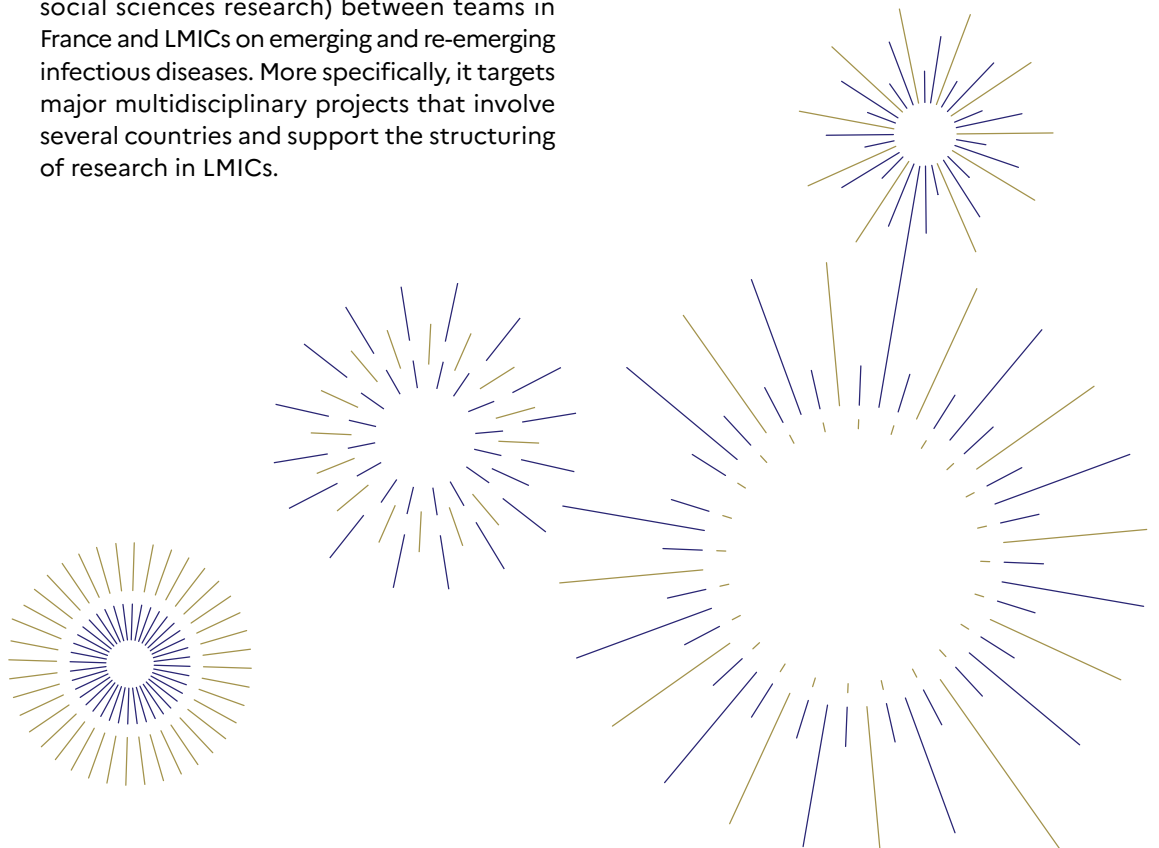 social sciences research) between teams in
France and LMICs on emerging and re-emerging
infectious diseases. More specifically, it targets
major multidisciplinary projects that involve
several countries and support the structuring
of research in LMICs.